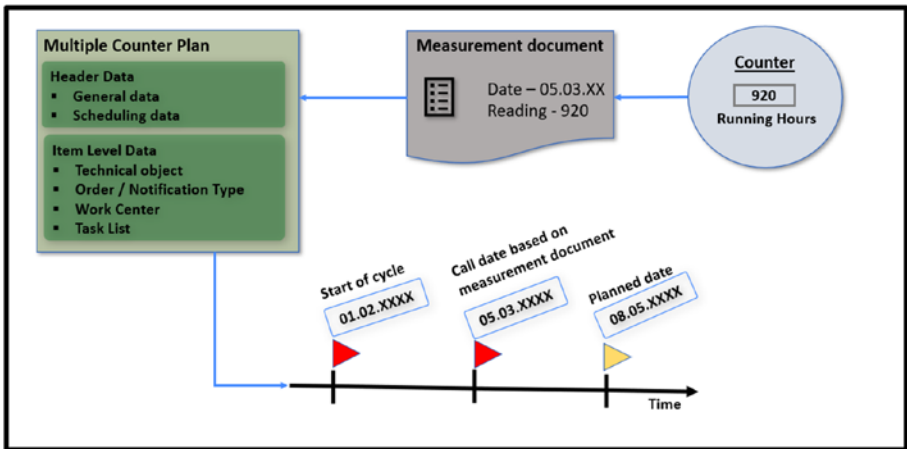 Multiple Counter Plan
Header Data
▪ General data
▪ Scheduling data
Item Level Data
▪ Technical object
▪ Order / Notification Type
▪ Work Center
▪ Task List
Measurement document
Date – 05.03.XX
Reading - 920
Counter
920
Running Hours
Start of cycle
01.02.XXXX
Call date based on
measurement document
05.03.XXXX
Planned date
08.05.XXXX
Time